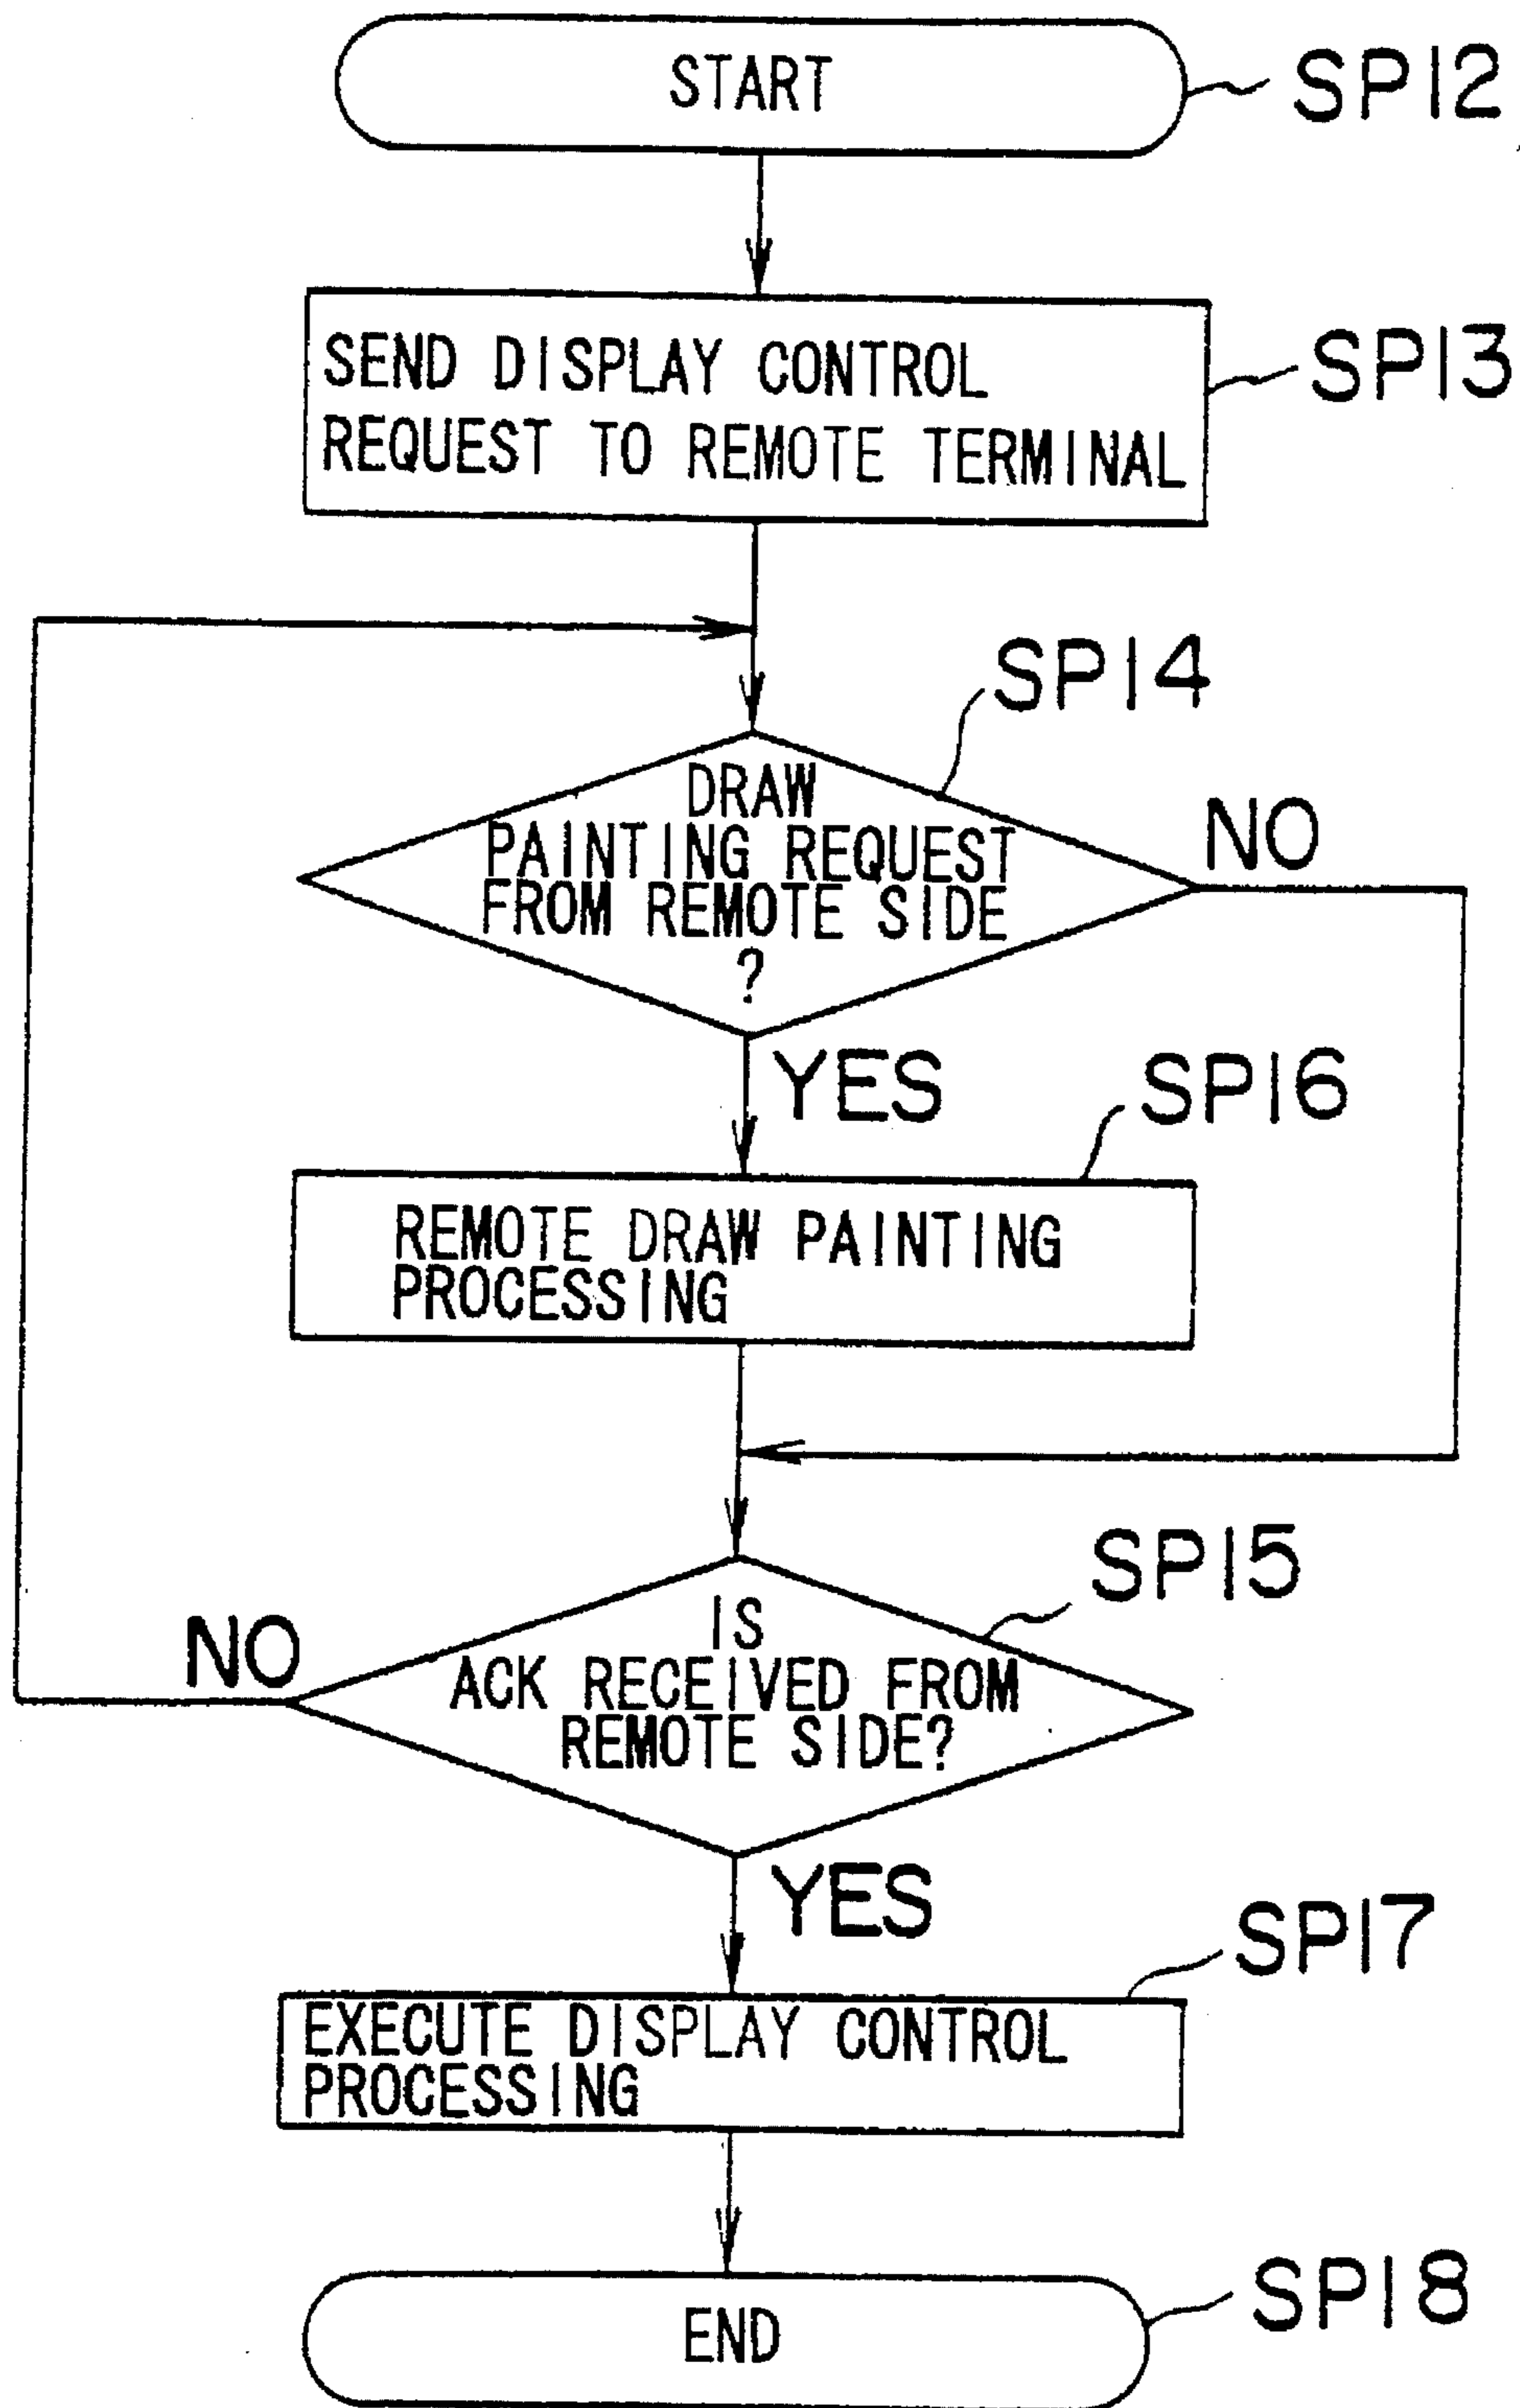 START
SP12
SEND DISPLAY CONTROL
REQUEST TO REMOTE TERMINAL
SP13
SP14
DRAW
PAINTING REQUEST
FROM REMOTE SIDE
?
NO
YES
SP16
REMOTE DRAW PAINTING
PROCESSING
SP15
IS
ACK RECEIVED FROM
REMOTE SIDE?
NO
YES
SP17
EXECUTE DISPLAY CONTROL
PROCESSING
END
SP18